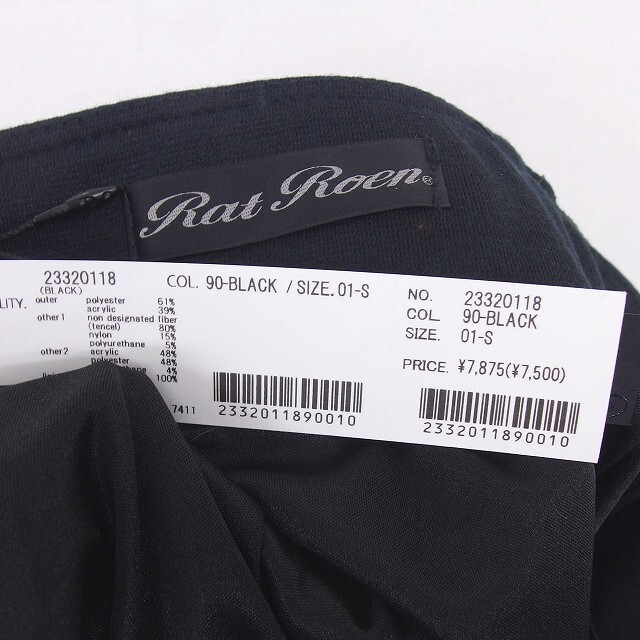 Rat Roen®
23320118
(BLACK)
outer polyester 61%
acrylic 39%
other1 non designated fiber
(tencel) 80%
nylon 15%
polyurethane 5%
other2 acrylic 48%
polyester 48%
4%
100%
7411
COL. 90-BLACK / SIZE. 01-S
2332011890010
NO. 23320118
COL. 90-BLACK
SIZE. 01-S
PRICE. ¥7,875(¥7,500)
2332011890010